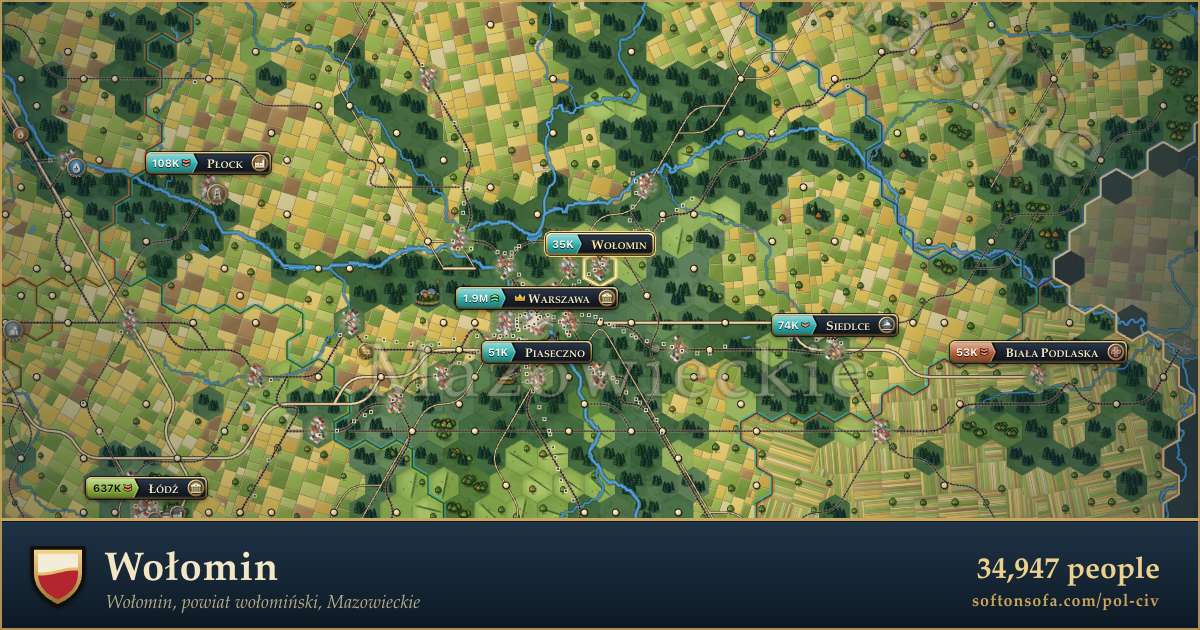 skie
108K PŁOCK
35K WOŁOMIN
1.9M WARSZAWA
74K SIEDLCE
51K PIASECZNO
53K BIAŁA PODLASKA
Mazowieckie
637K ŁÓDŹ
Wołomin
Wołomin, powiat wołomiński, Mazowieckie
34,947 people
softonsofa.com/pol-civ